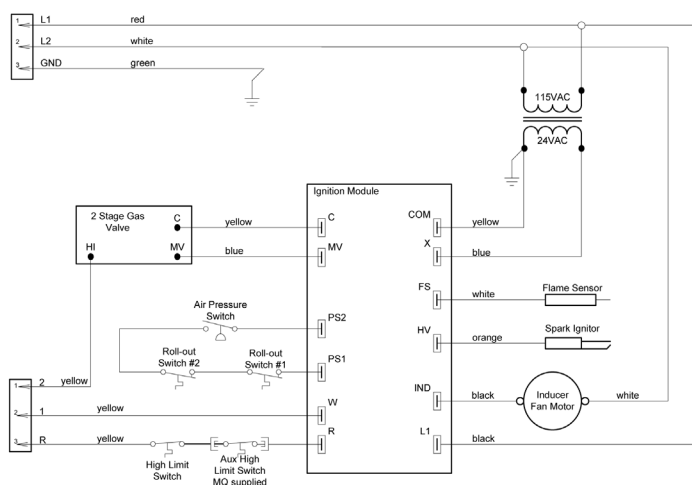 1 L1 red
2 L2 white
3 GND green
115VAC
24VAC
Ignition Module
2 Stage Gas
Valve
C
HI
MV
yellow
blue
C
MV
COM
X
yellow
blue
FS
white
Flame Sensor
HV
orange
Spark Ignitor
Air Pressure
Switch
PS2
Roll-out
Switch #2
Roll-out
Switch #1
PS1
IND
black
Inducer
Fan Motor
white
1 2 yellow
2 1 yellow
W
3 R yellow
R
L1
black
High Limit
Switch
Aux High
Limit Switch
MQ supplied